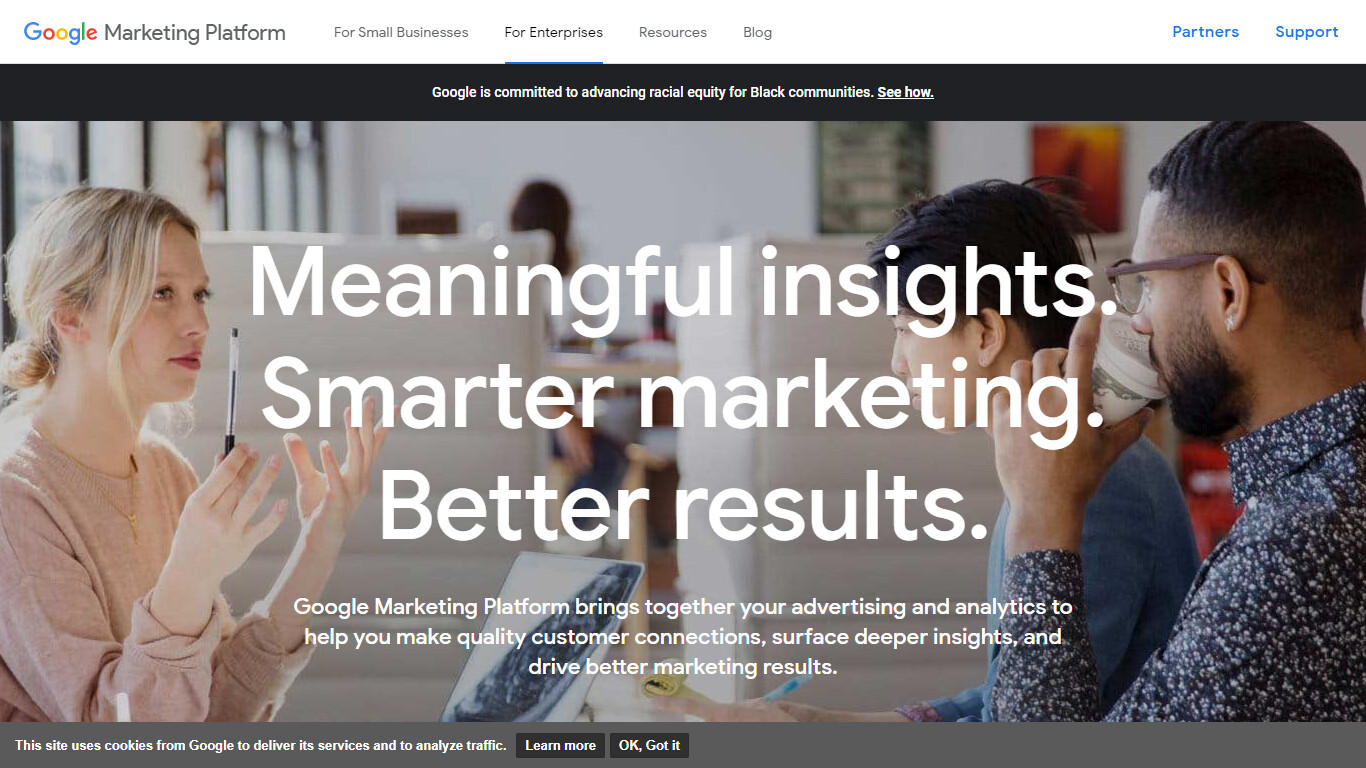 Google Marketing Platform For Small Businesses For Enterprises Resources Blog Partners Support
Google is committed to advancing racial equity for Black communities. See how.
Meaningful insights.
Smarter marketing.
Better results.
Google Marketing Platform brings together your advertising and analytics to
help you make quality customer connections, surface deeper insights, and
drive better marketing results.
This site uses cookies from Google to deliver its services and to analyze traffic. Learn more OK, Got it